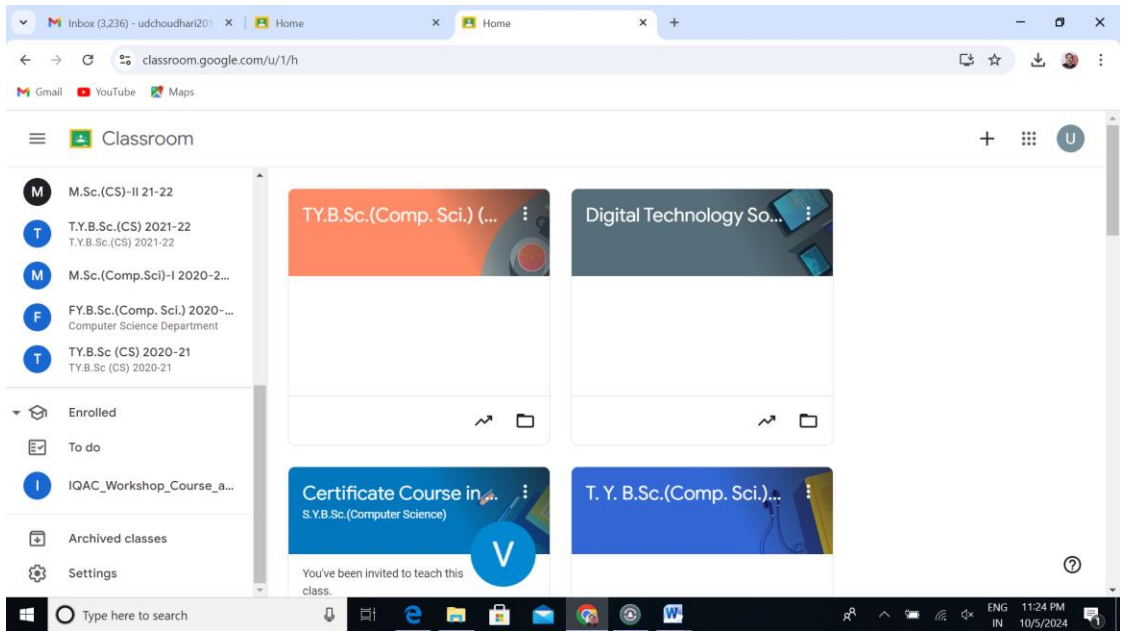 Inbox (3,236) - udchoudhari201
Home
Home
classroom.google.com/u/1/h
Gmail
YouTube
Maps
Classroom
U
M
M.Sc.(CS)-II 21-22
T
T.Y.B.Sc.(CS) 2021-22
T.Y.B.Sc.(CS) 2021-22
M
M.Sc.(Comp.Sci)-I 2020-2...
F
FY.B.Sc.(Comp. Sci.) 2020-...
Computer Science Department
T
TY.B.Sc (CS) 2020-21
TY.B.Sc (CS) 2020-21
Enrolled
To do
I
IQAC_Workshop_Course_a...
Archived classes
Settings
TY.B.Sc.(Comp. Sci.) (...
Digital Technology So...
Certificate Course in ...
S.Y.B.Sc.(Computer Science)
V
You've been invited to teach this
class.
T. Y. B.Sc.(Comp. Sci.)...
Type here to search
ENG
IN
11:24 PM
10/5/2024
1